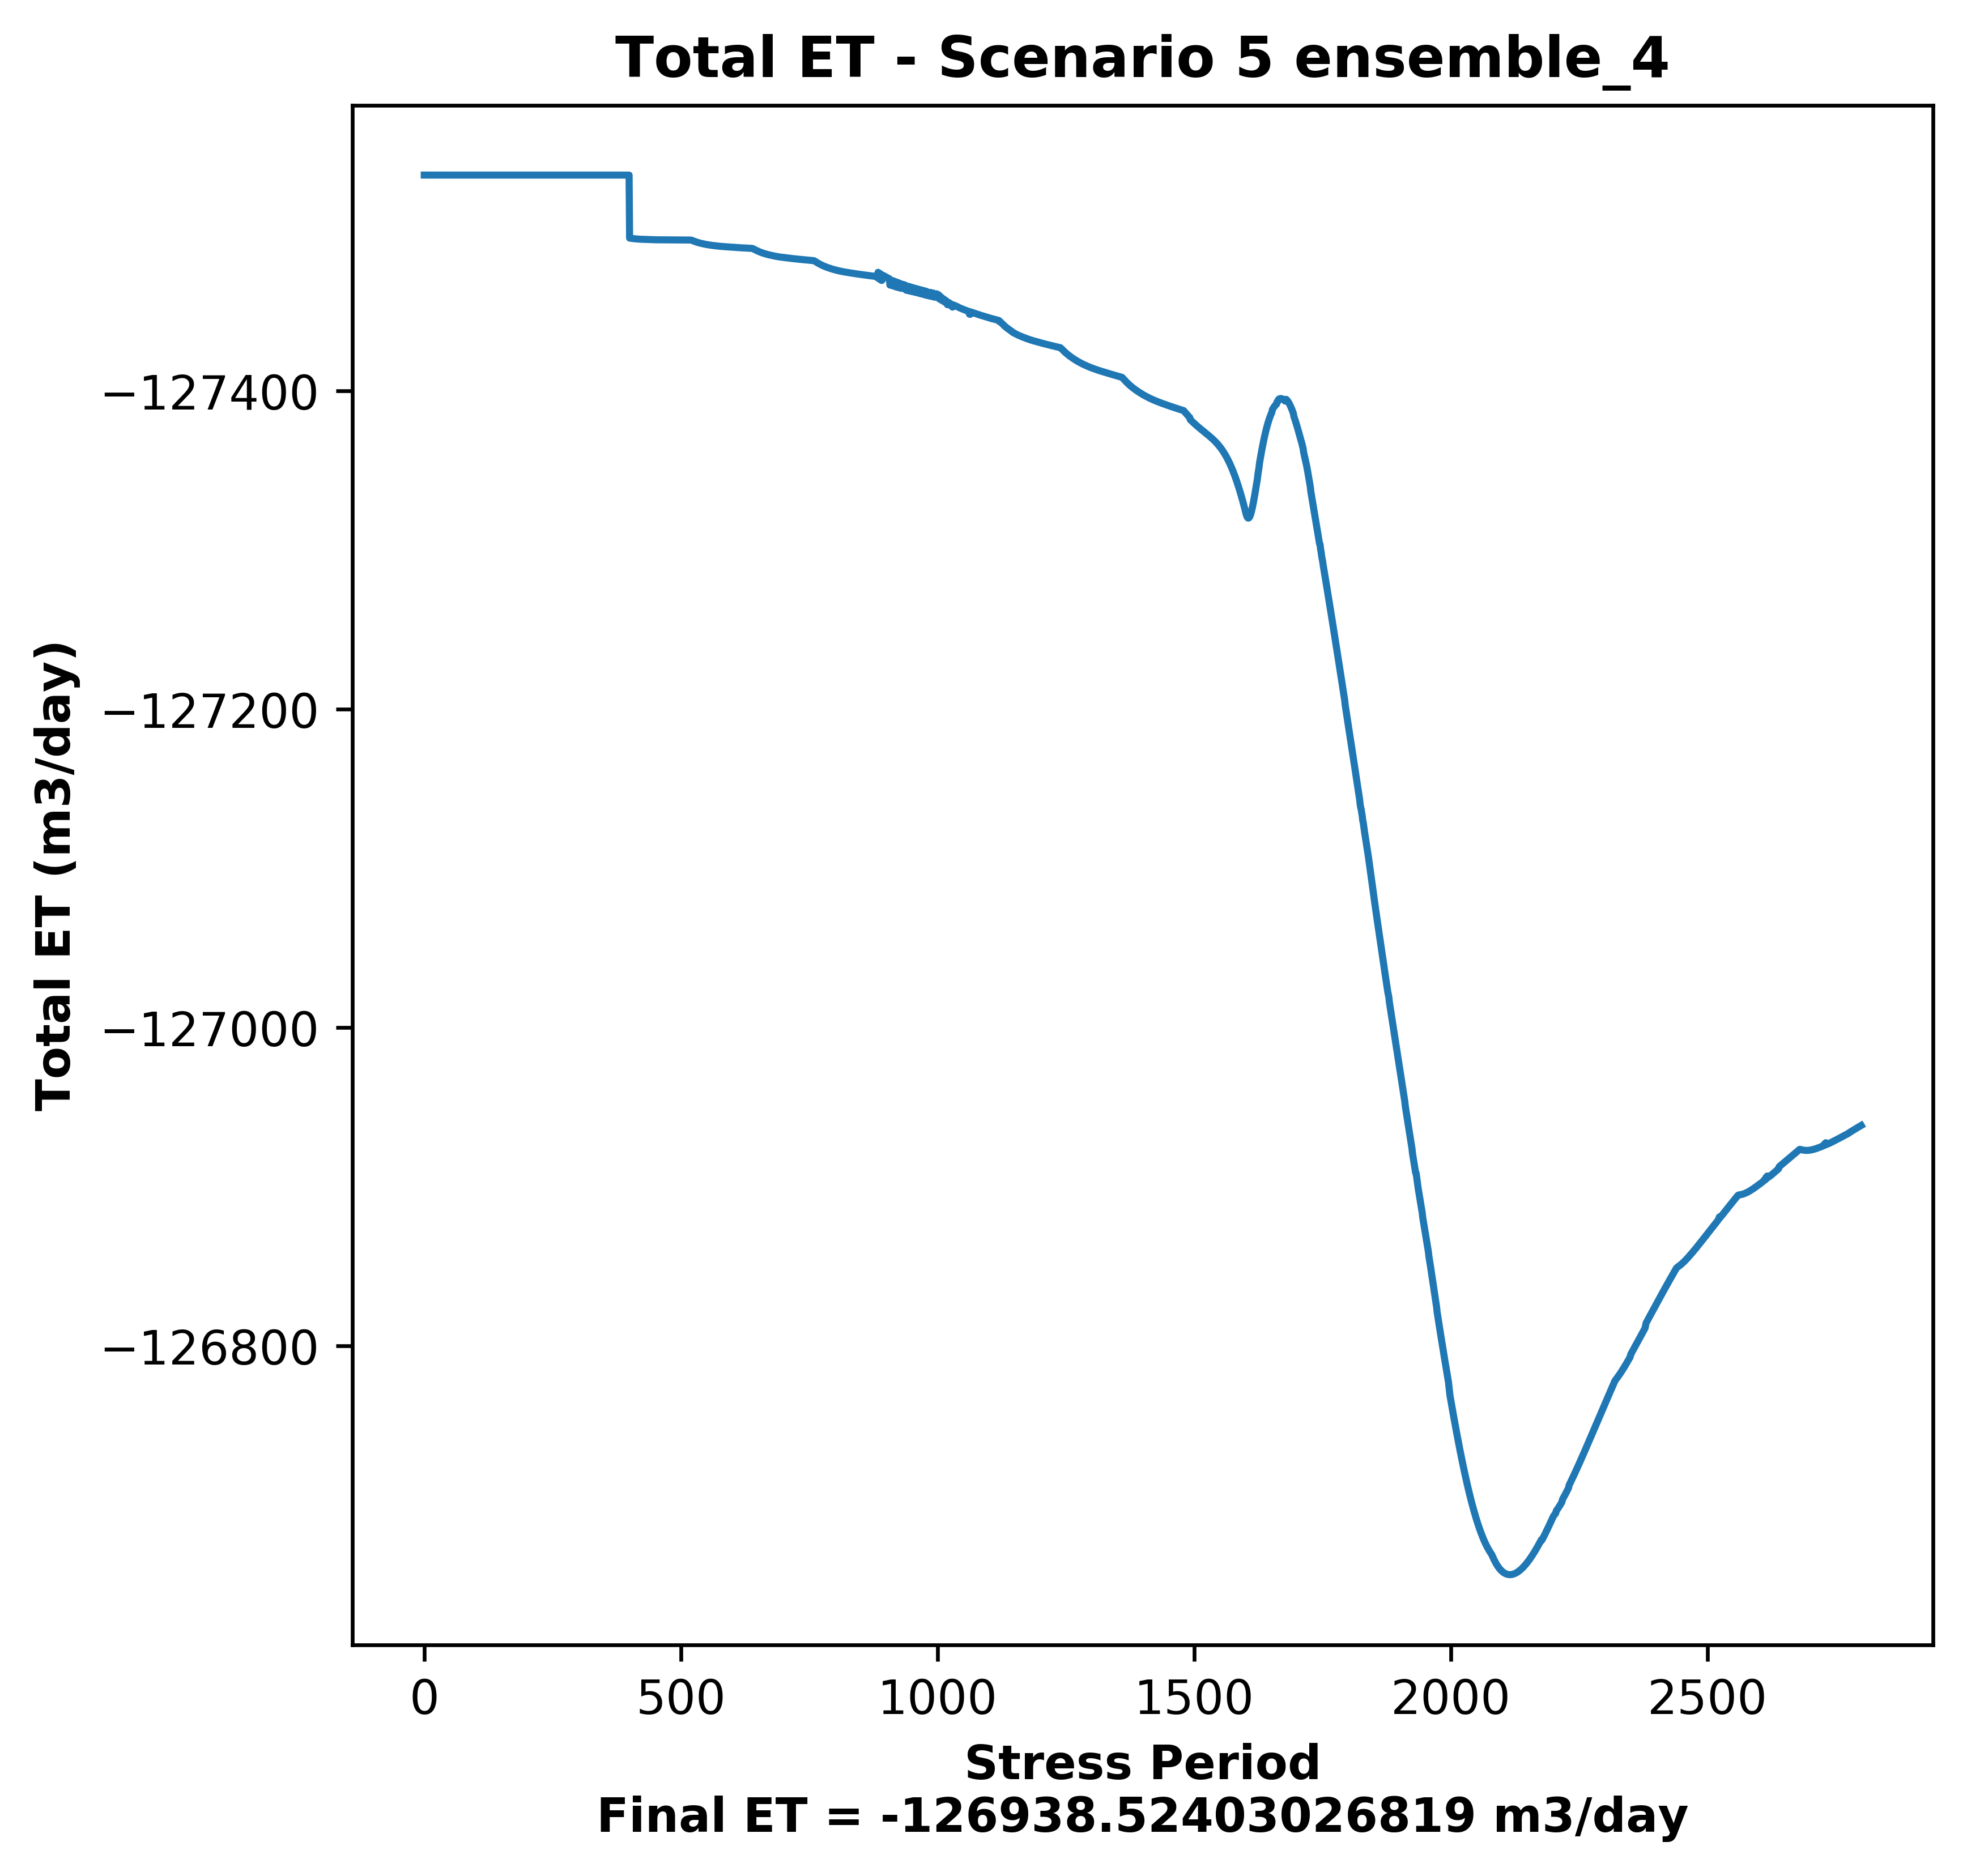 Total ET - Scenario 5 ensemble_4
Total ET (m3/day)
−127400
−127200
−127000
−126800
0 500 1000 1500 2000 2500
Stress Period
Final ET = -126938.52403026819 m3/day